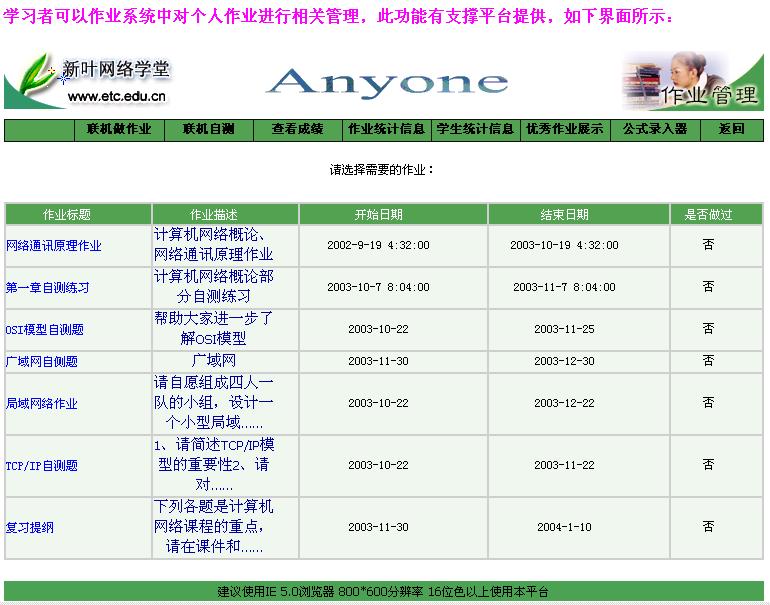 学习者可以作业系统中对个人作业进行相关管理，此功能有支撑平台提供，如下界面所示：
新叶网络学堂
www.etc.edu.cn
Anyone
作业管理
联机做作业 联机自测 查看成绩 作业统计信息 学生统计信息 优秀作业展示 公式录入器 返回
请选择需要的作业：
作业标题 作业描述 开始日期 结束日期 是否做过
网络通讯原理作业 计算机网络概论、 2002-9-19 4:32:00 2003-10-19 4:32:00 否
网络通讯原理作业
第一章自测练习 计算机网络概论部 2003-10-7 8:04:00 2003-11-7 8:04:00 否
分自测练习
OSI模型自测题 帮助大家进一步了 2003-10-22 2003-11-25 否
解OSI模型
广域网自侧题 广域网 2003-11-30 2003-12-30 否
请自愿组成四人一
局域网络作业 队的小组，设计一 2003-10-22 2003-12-22 否
个小型局域......
1、请简述TCP/IP模
TCP/IP自测题 型的重要性2、请 2003-10-22 2003-11-22 否
对......
下列各题是计算机
复习提纲 网络课程的重点， 2003-11-30 2004-1-10 否
请在课件和......
建议使用IE 5.0浏览器 800*600分辨率 16位色以上使用本平台